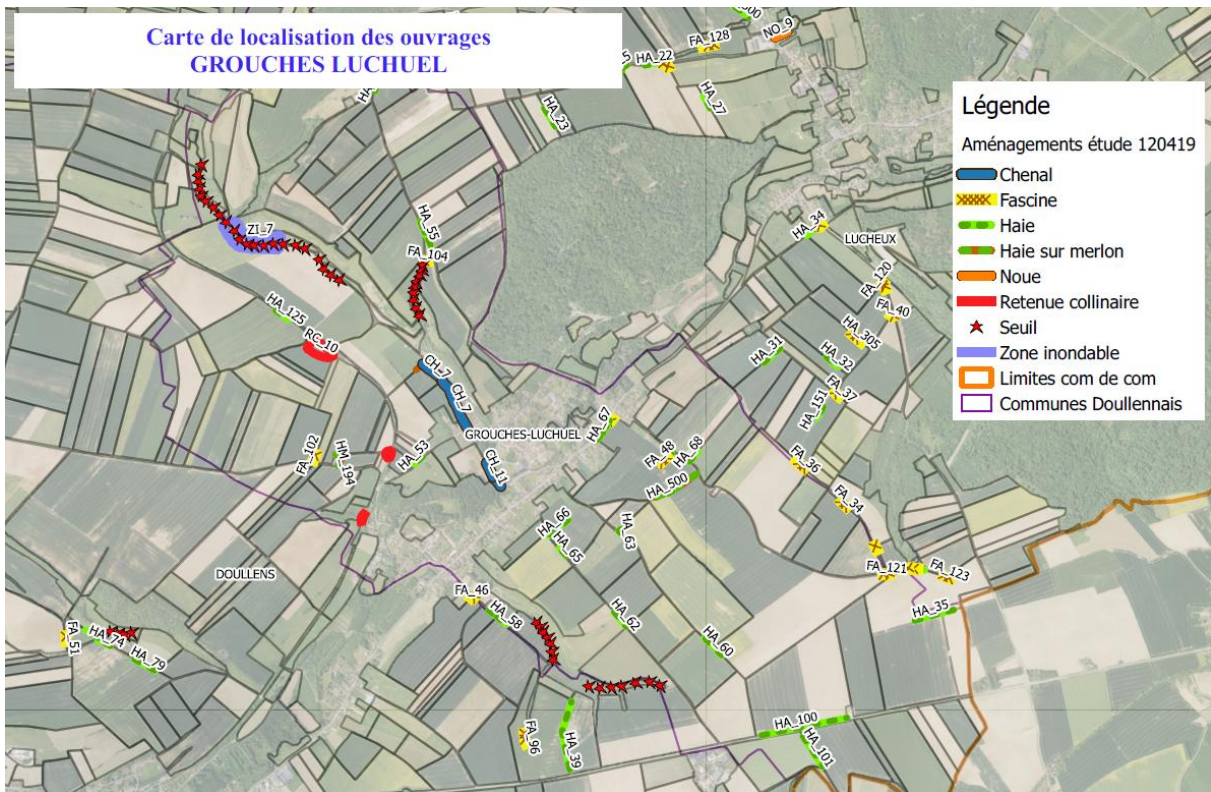 Carte de localisation des ouvrages
GROUCHES LUCHUEL
Légende
Aménagements étude 120419
Chenal
Fascine
Haie
Haie sur merlon
Noue
Retenue collinaire
Seuil
Zone inondable
Limites com de com
Communes Doullennais
NO_9
FA_128
HA_22
HA_27
HA_23
HA_55
FA_104
ZI_7
HA_34
LUCHEUX
FA_120
FA_40
HA_305
HA_125
RC_10
HA_31
HA_32
CH_7
CH_7
FA_37
HA_151
HA_67
GROUCHES-LUCHUEL
FA_102
HM_194
HA_53
CH_11
FA_48
HA_68
FA_36
HA_500
FA_34
HA_66
HA_65
HA_63
DOULLENS
FA_121
FA_123
FA_46
HA_58
HA_62
HA_35
FA_51
HA_74
HA_79
HA_60
FA_96
HA_39
HA_100
HA_101